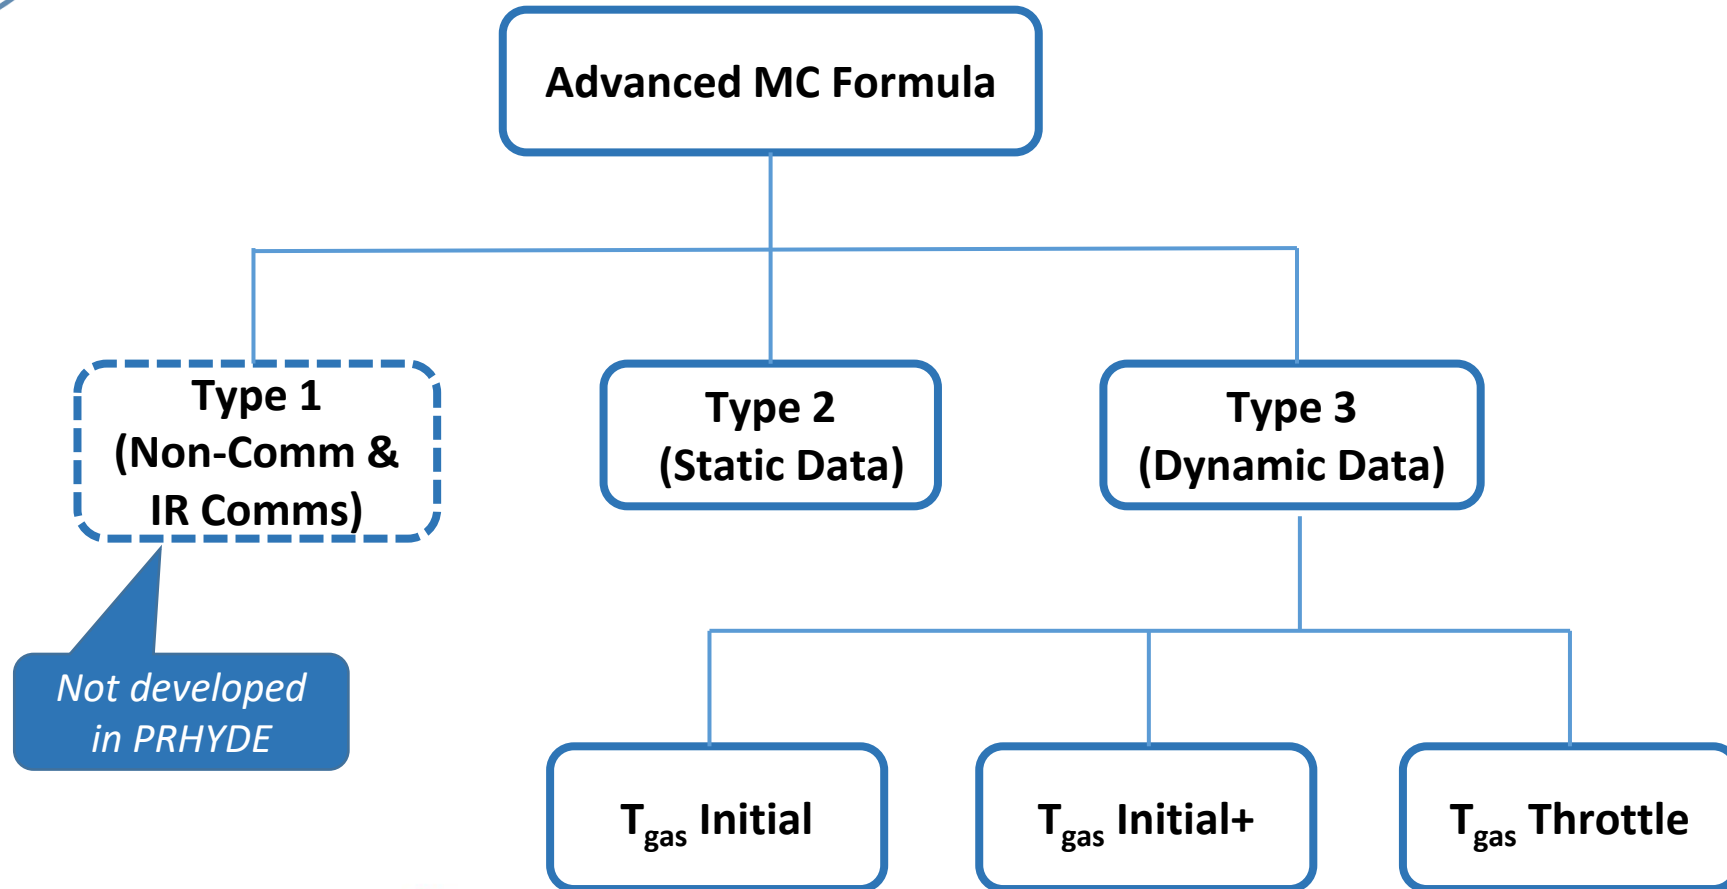 Advanced MC Formula
Type 1
(Non-Comm &
IR Comms)
Type 2
(Static Data)
Type 3
(Dynamic Data)
Not developed
in PRHYDE
Tgas Initial
Tgas Initial+
Tgas Throttle